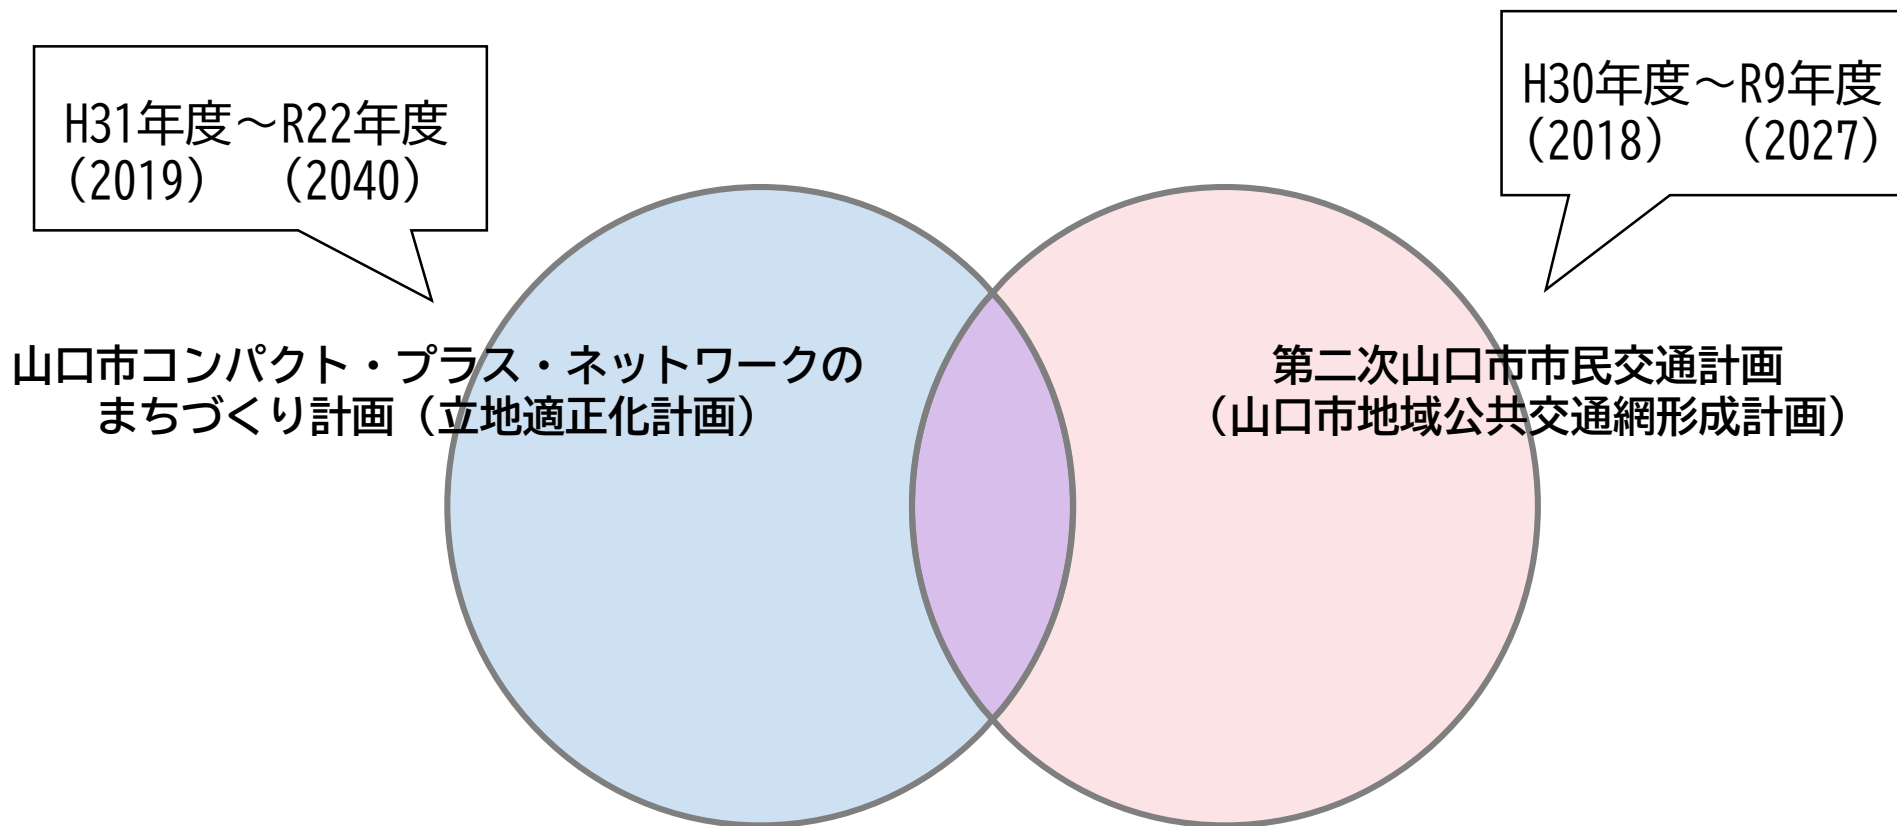 H31年度～R22年度
（2019）　（2040）
H30年度～R9年度
（2018）　（2027）
山口市コンパクト・プラス・ネットワークの
まちづくり計画（立地適正化計画）
第二次山口市市民交通計画
（山口市地域公共交通網形成計画）